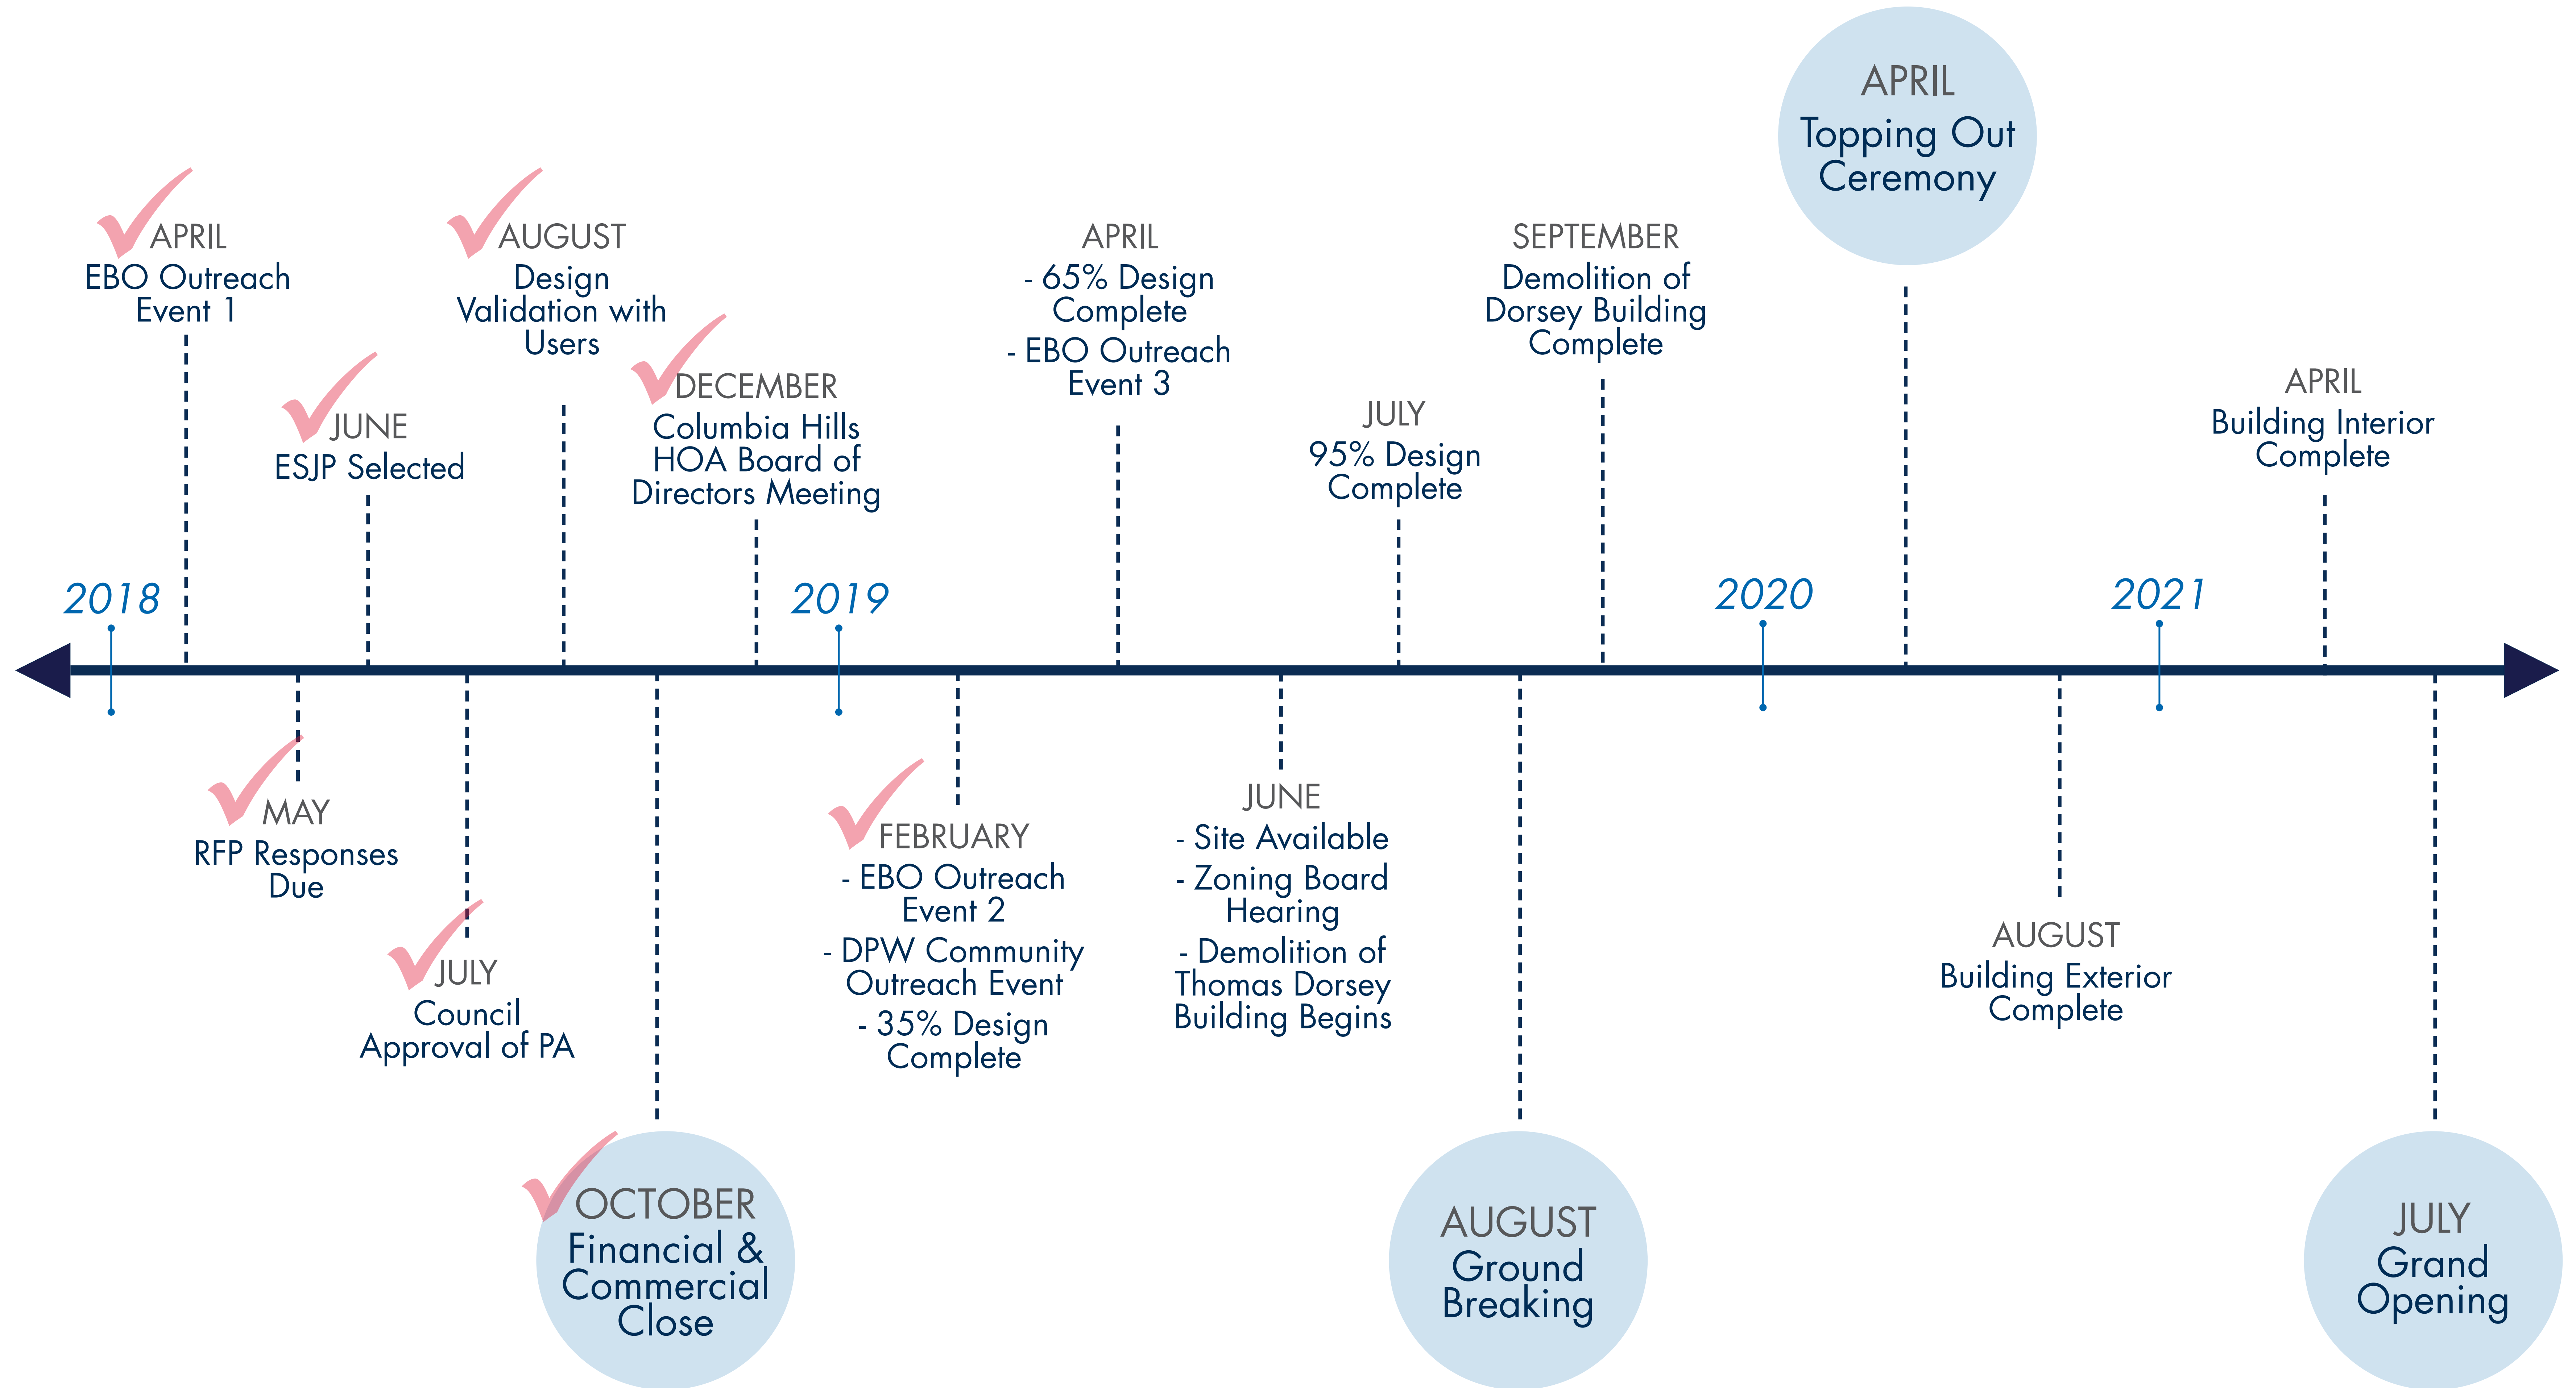 2018
APRIL
EBO Outreach
Event 1
MAY
RFP Responses
Due
JUNE
ESJP Selected
JULY
Council
Approval of PA
AUGUST
Design
Validation with
Users
OCTOBER
Financial &
Commercial
Close
DECEMBER
Columbia Hills
HOA Board of
Directors Meeting
2019
FEBRUARY
- EBO Outreach
Event 2
- DPW Community
Outreach Event
- 35% Design
Complete
APRIL
- 65% Design
Complete
- EBO Outreach
Event 3
JUNE
- Site Available
- Zoning Board
Hearing
- Demolition of
Thomas Dorsey
Building Begins
JULY
95% Design
Complete
AUGUST
Ground
Breaking
SEPTEMBER
Demolition of
Dorsey Building
Complete
2020
APRIL
Topping Out
Ceremony
AUGUST
Building Exterior
Complete
2021
APRIL
Building Interior
Complete
JULY
Grand
Opening